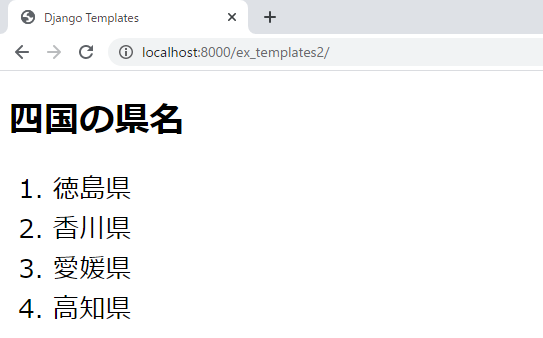 Django Templates
localhost:8000/ex_templates2/
四国の県名
1. 徳島県
2. 香川県
3. 愛媛県
4. 高知県